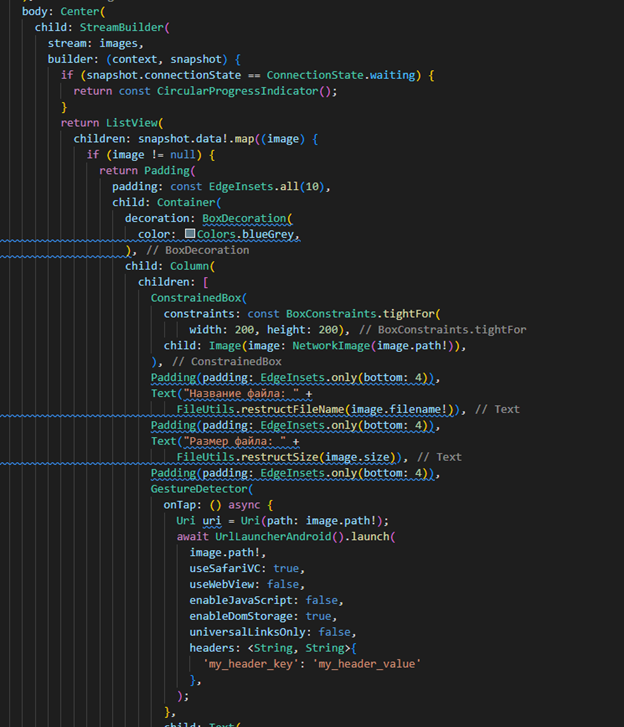 body: Center(
child: StreamBuilder(
stream: images,
builder: (context, snapshot) {
if (snapshot.connectionState == ConnectionState.waiting) {
return const CircularProgressIndicator();
}
return ListView(
children: snapshot.data!.map((image) {
if (image != null) {
return Padding(
padding: const EdgeInsets.all(10),
child: Container(
decoration: BoxDecoration(
color: Colors.blueGrey,
), // BoxDecoration
child: Column(
children: [
ConstrainedBox(
constraints: const BoxConstraints.tightFor(
width: 200, height: 200), // BoxConstraints.tightFor
child: Image(image: NetworkImage(image.path!)),
), // ConstrainedBox
Padding(padding: EdgeInsets.only(bottom: 4)),
Text("Название файла: " +
FileUtils.restructFileName(image.filename!)), // Text
Padding(padding: EdgeInsets.only(bottom: 4)),
Text("Размер файла: " +
FileUtils.restructSize(image.size)), // Text
Padding(padding: EdgeInsets.only(bottom: 4)),
GestureDetector(
onTap: () async {
Uri uri = Uri(path: image.path!);
await UrlLauncherAndroid().launch(
image.path!,
useSafariVC: true,
useWebView: false,
enableJavaScript: false,
enableDomStorage: true,
universalLinksOnly: false,
headers: <String, String>{
'my_header_key': 'my_header_value'
},
);
},
child: Text(